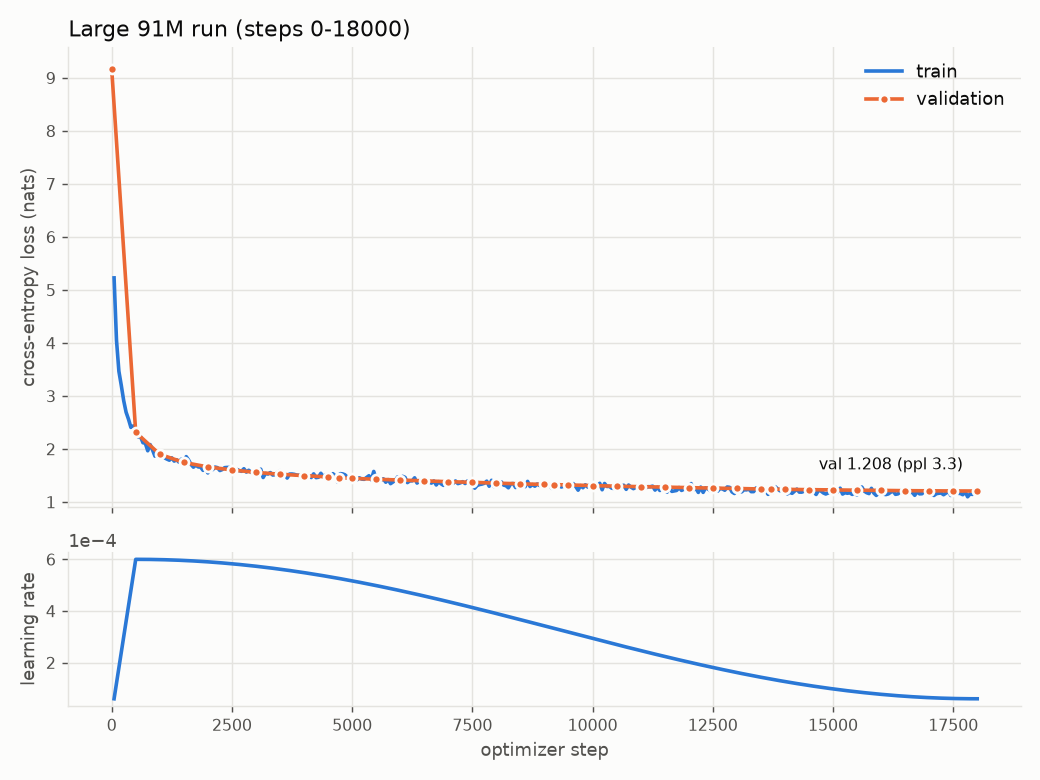 Large 91M run (steps 0-18000)
train
validation
9
8
7
6
5
4
3
2
1
cross-entropy loss (nats)
val 1.208 (ppl 3.3)
1e−4
6
4
2
learning rate
0 2500 5000 7500 10000 12500 15000 17500
optimizer step